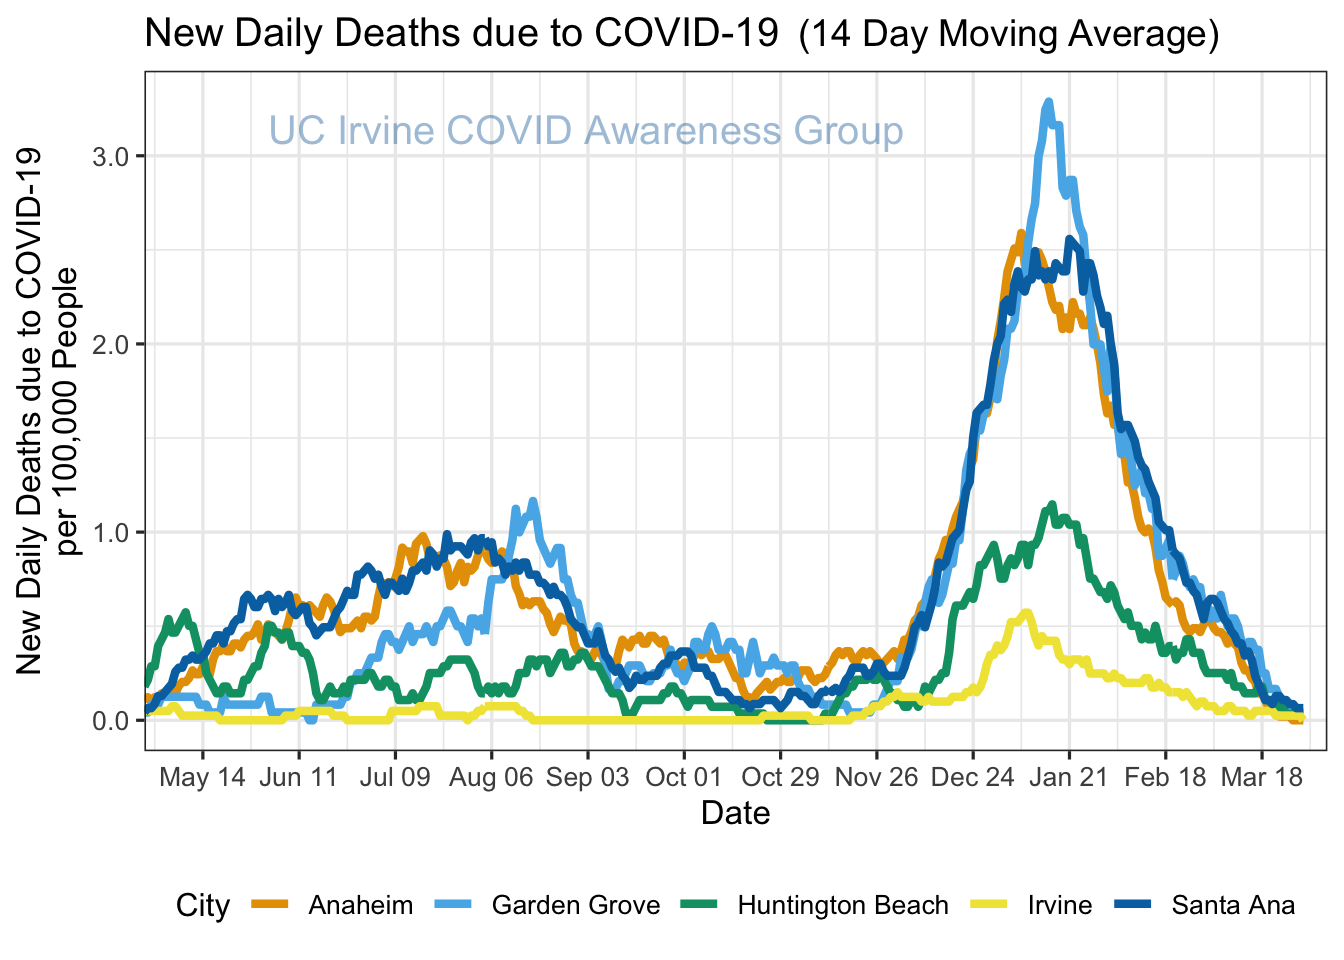 New Daily Deaths due to COVID-19 (14 Day Moving Average)
UC Irvine COVID Awareness Group
New Daily Deaths due to COVID-19
per 100,000 People
3.0
2.0
1.0
0.0
May 14 Jun 11 Jul 09 Aug 06 Sep 03 Oct 01 Oct 29 Nov 26 Dec 24 Jan 21 Feb 18 Mar 18
Date
City Anaheim Garden Grove Huntington Beach Irvine Santa Ana